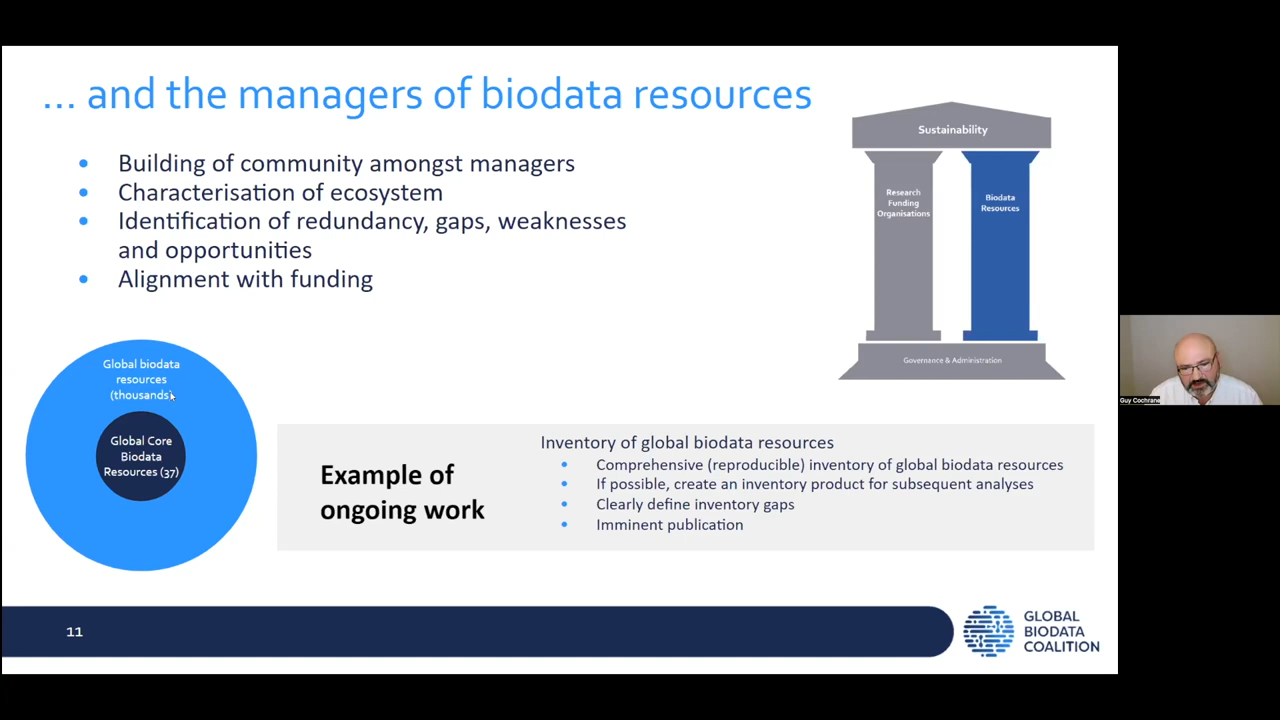 ... and the managers of biodata resources
Building of community amongst managers
Characterisation of ecosystem
Identification of redundancy, gaps, weaknesses
and opportunities
Alignment with funding
Sustainability
Research
Funding
Organisations
Biodata
Resources
Governance & Administration
Global biodata
resources
(thousands)
Global Core
Biodata
Resources (37)
Example of
ongoing work
Inventory of global biodata resources
Comprehensive (reproducible) inventory of global biodata resources
If possible, create an inventory product for subsequent analyses
Clearly define inventory gaps
Imminent publication
11
GLOBAL
BIODATA
COALITION
Guy Cochrane